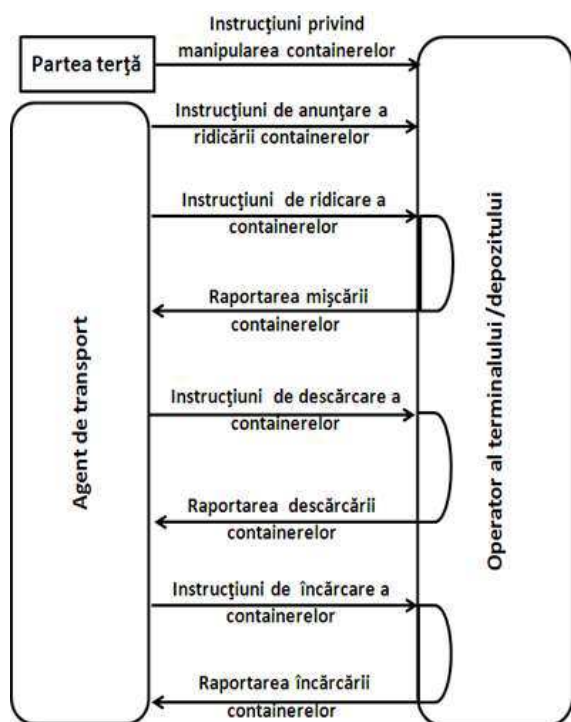 Instrucţiuni privind
manipularea containerelor
Partea terţă
Instrucţiuni de anunţare a
ridicării containerelor
Instrucţiuni de ridicare a
containerelor
Raportarea mişcării
containerelor
Instrucţiuni de descărcare a
containerelor
Raportarea descărcării
containerelor
Instrucţiuni de încărcare a
containerelor
Raportarea încărcării
containerelor
Agent de transport
Operator al terminalului /depozitului